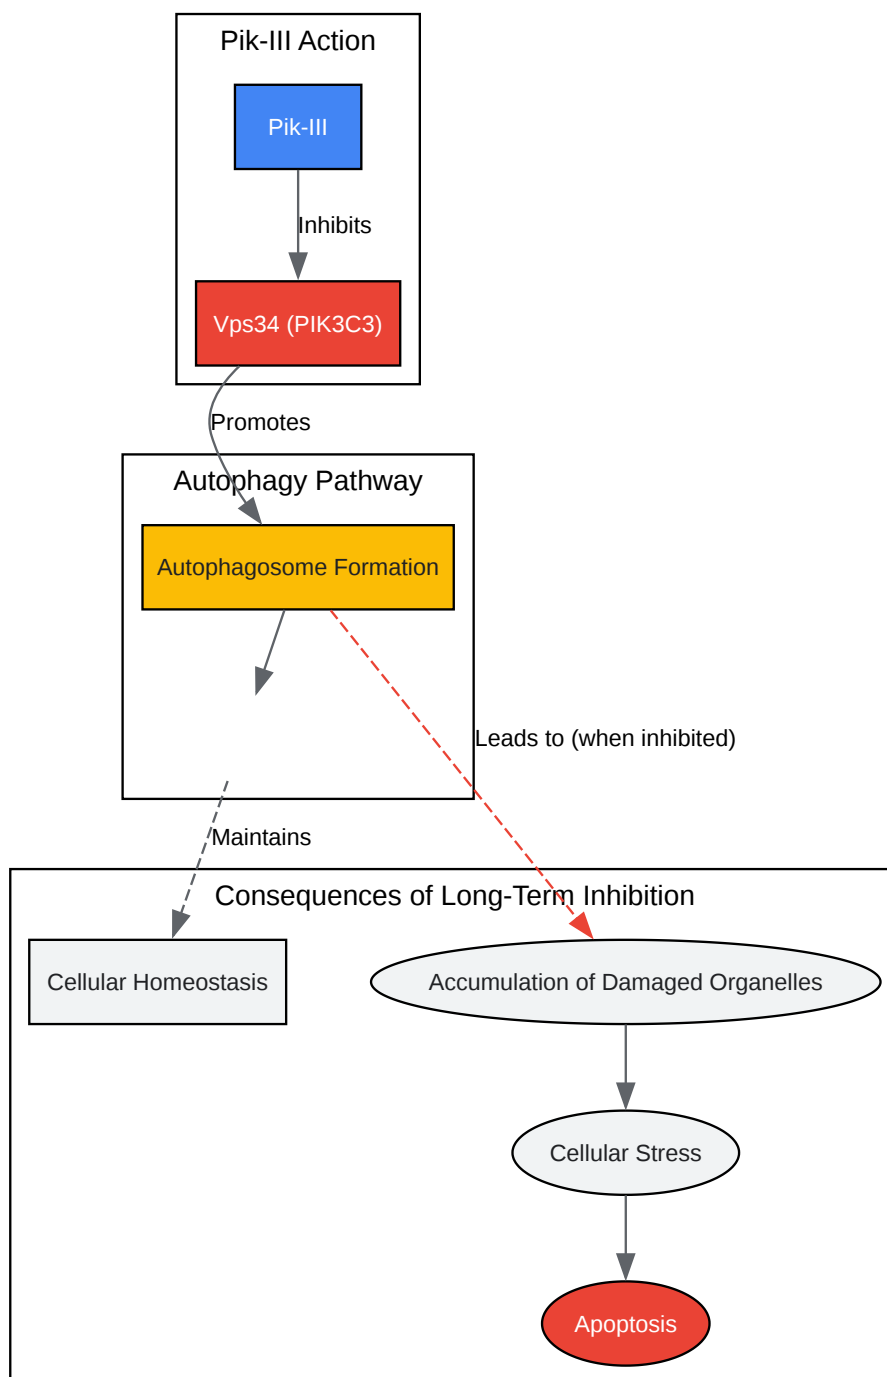 Pik-III Action
Pik-III
Inhibits
Vps34 (PIK3C3)
Promotes
Autophagy Pathway
Autophagosome Formation
Leads to (when inhibited)
Maintains
Consequences of Long-Term Inhibition
Cellular Homeostasis
Accumulation of Damaged Organelles
Cellular Stress
Apoptosis